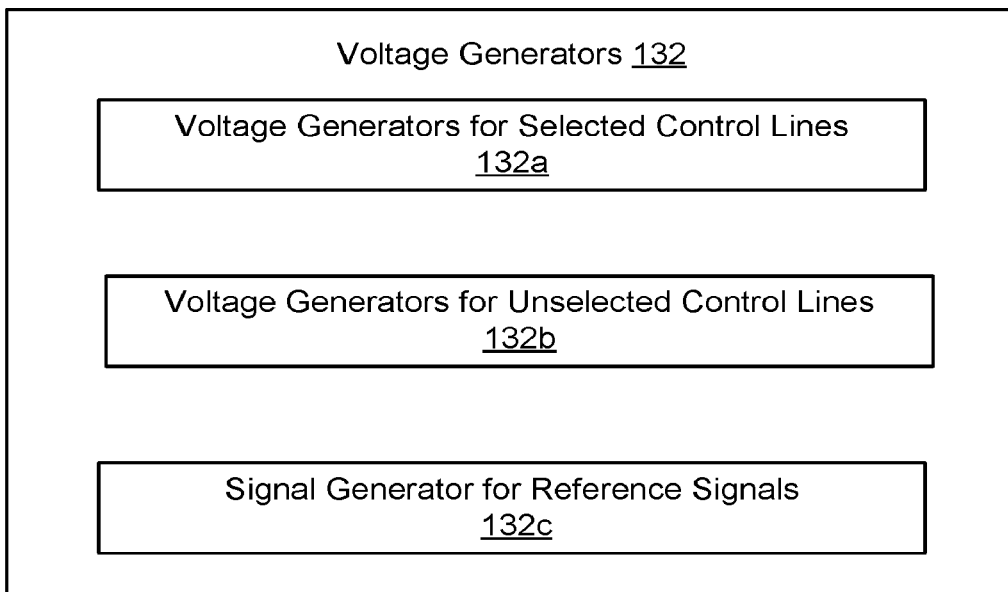 Voltage Generators 132
Voltage Generators for Selected Control Lines
132a
Voltage Generators for Unselected Control Lines
132b
Signal Generator for Reference Signals
132c